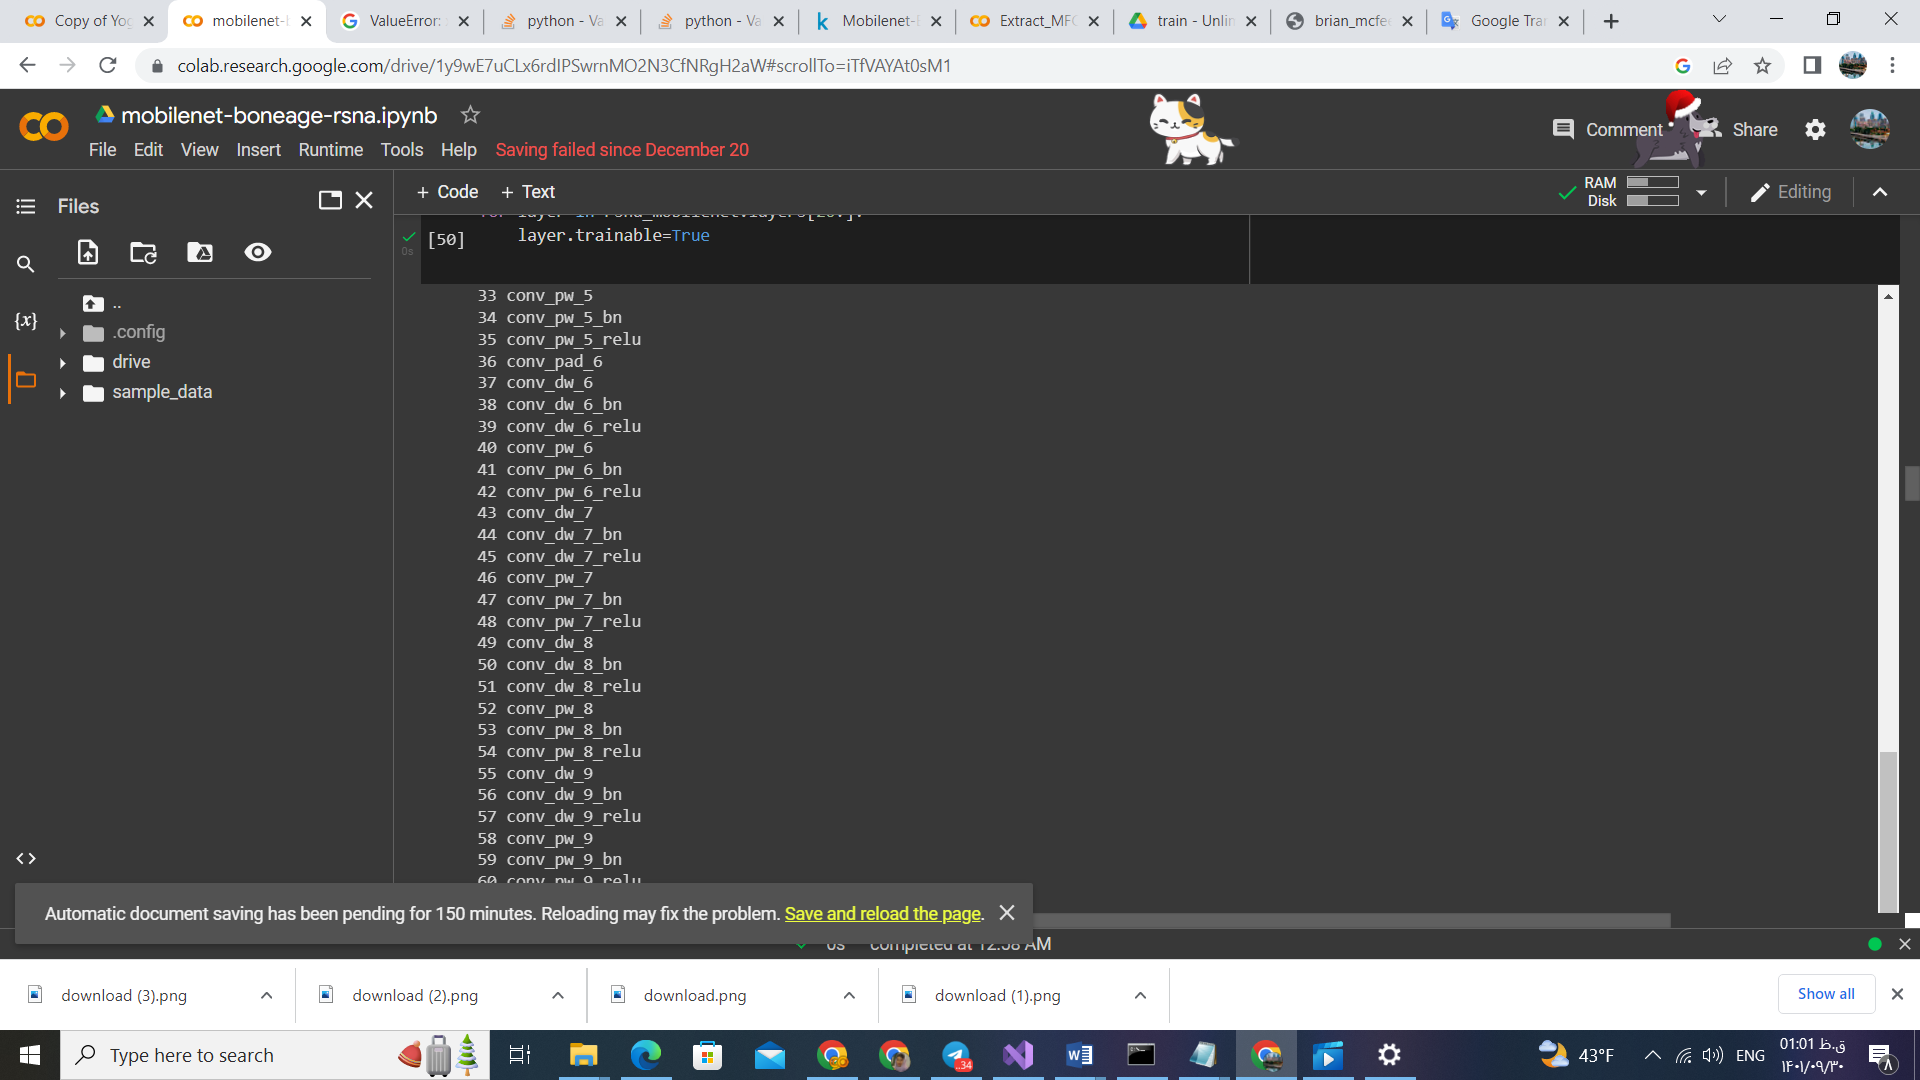 Copy of Yog
mobilenet-b
ValueError:
python - Va
python - Va
Mobilenet-
Extract_MFC
train - Unlim
brian_mcfee
Google Tran
colab.research.google.com/drive/1y9wE7uCLx6rdIPSwrnMO2N3CfNRgH2aW#scrollTo=iTfVAYAt0sM1
mobilenet-boneage-rsna.ipynb
Comment
Share
File Edit View Insert Runtime Tools Help Saving failed since December 20
Files
+ Code + Text
RAM
Disk
Editing
..
.config
drive
sample_data
{x}
[50]
0s
layer.trainable=True
33 conv_pw_5
34 conv_pw_5_bn
35 conv_pw_5_relu
36 conv_pad_6
37 conv_dw_6
38 conv_dw_6_bn
39 conv_dw_6_relu
40 conv_pw_6
41 conv_pw_6_bn
42 conv_pw_6_relu
43 conv_dw_7
44 conv_dw_7_bn
45 conv_dw_7_relu
46 conv_pw_7
47 conv_pw_7_bn
48 conv_pw_7_relu
49 conv_dw_8
50 conv_dw_8_bn
51 conv_dw_8_relu
52 conv_pw_8
53 conv_pw_8_bn
54 conv_pw_8_relu
55 conv_dw_9
56 conv_dw_9_bn
57 conv_dw_9_relu
58 conv_pw_9
59 conv_pw_9_bn
60 conv_pw_9_relu
Automatic document saving has been pending for 150 minutes. Reloading may fix the problem. Save and reload the page.
0s completed at 12:58 AM
download (3).png
download (2).png
download.png
download (1).png
Show all
Type here to search
..34
43°F
ENG
01:01 ق.ظ
۱۴۰۱/۰۹/۳۰
۸